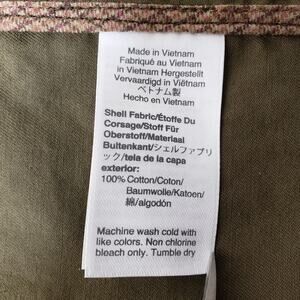 Made in Vietnam
Fabriqué au Vietnam
in Vietnam Hergestellt
Vervaardigd in Vietnam
ベトナム製
Hecho en Vietnam
Shell Fabric/Étoffe Du
Corsage/Stoff Für
Oberstoff/Materiaal
Buitenkant/シェルファブリ
ック/tela de la capa
exterior:
100% Cotton/Coton/
Baumwolle/Katoen/
綿/algodón
Machine wash cold with
like colors. Non chlorine
bleach only. Tumble dry